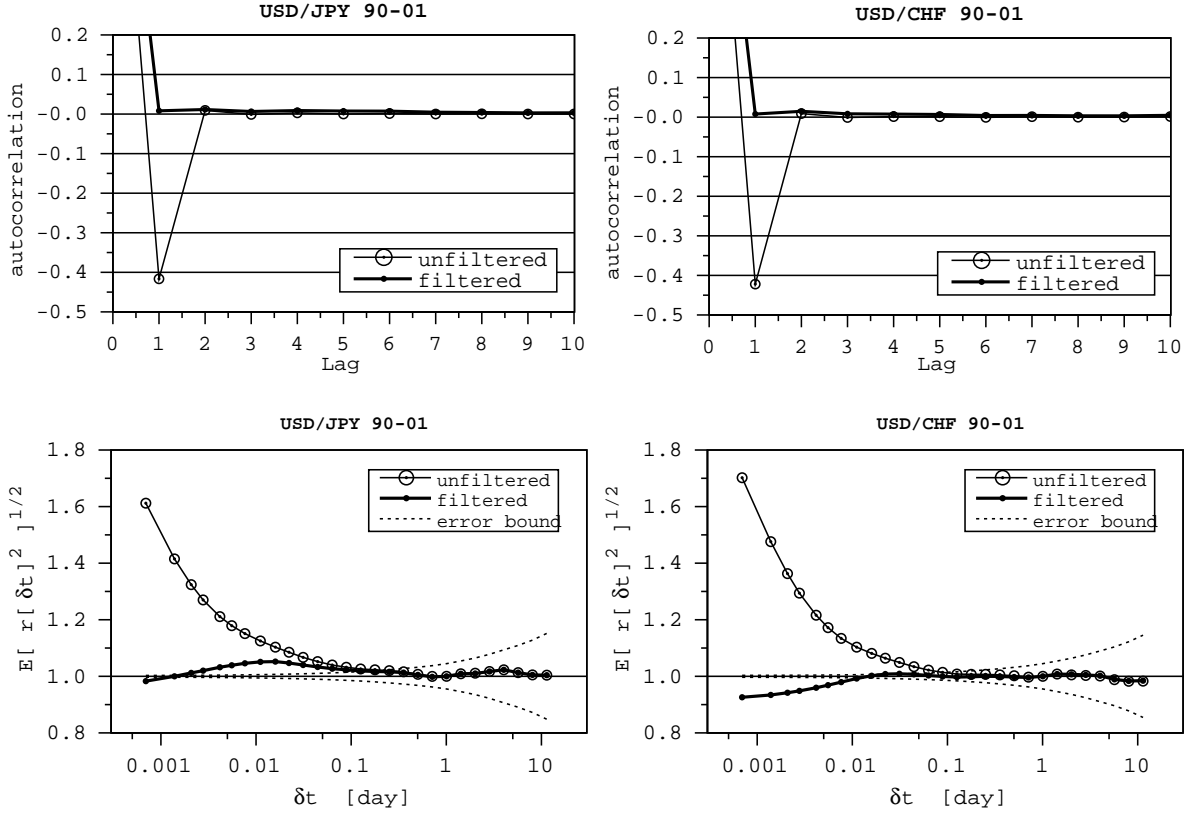 USD/JPY 90-01
0.2
0.1
-0.0
-0.1
-0.2
-0.3
-0.4
-0.5
autocorrelation
unfiltered
filtered
0 1 2 3 4 5 6 7 8 9 10
Lag
USD/CHF 90-01
0.2
0.1
-0.0
-0.1
-0.2
-0.3
-0.4
-0.5
autocorrelation
unfiltered
filtered
0 1 2 3 4 5 6 7 8 9 10
Lag
USD/JPY 90-01
1.8
1.6
1.4
1.2
1.0
0.8
E[ r[δt]² ]^1/2
unfiltered
filtered
error bound
0.001 0.01 0.1 1 10
δt [day]
USD/CHF 90-01
1.8
1.6
1.4
1.2
1.0
0.8
E[ r[δt]² ]^1/2
unfiltered
filtered
error bound
0.001 0.01 0.1 1 10
δt [day]